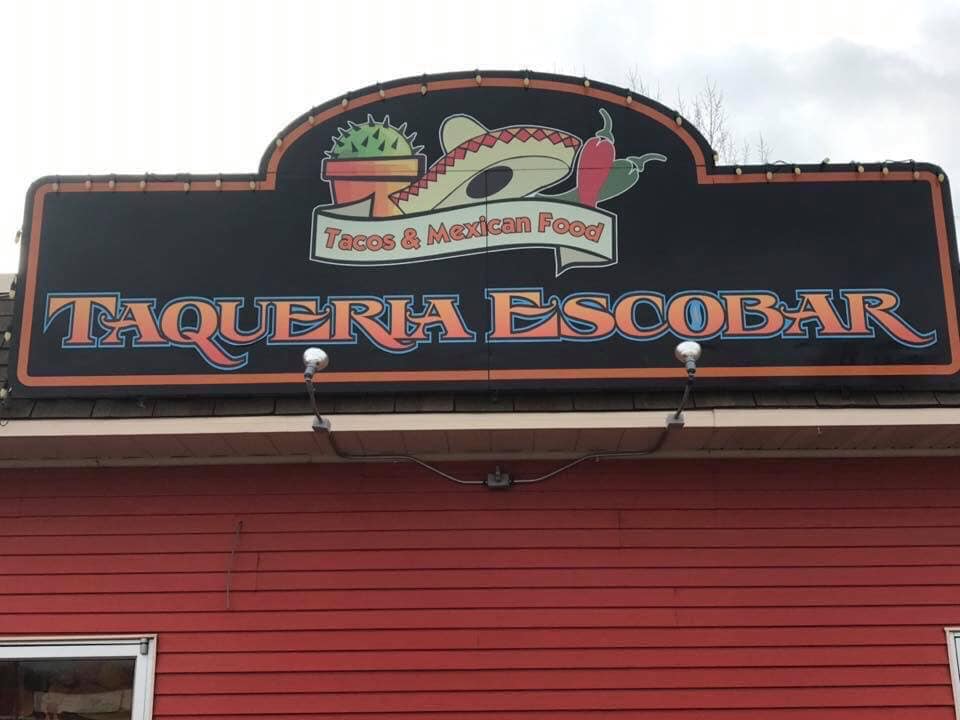 Tacos & Mexican Food
TAQUERIA ESCOBAR